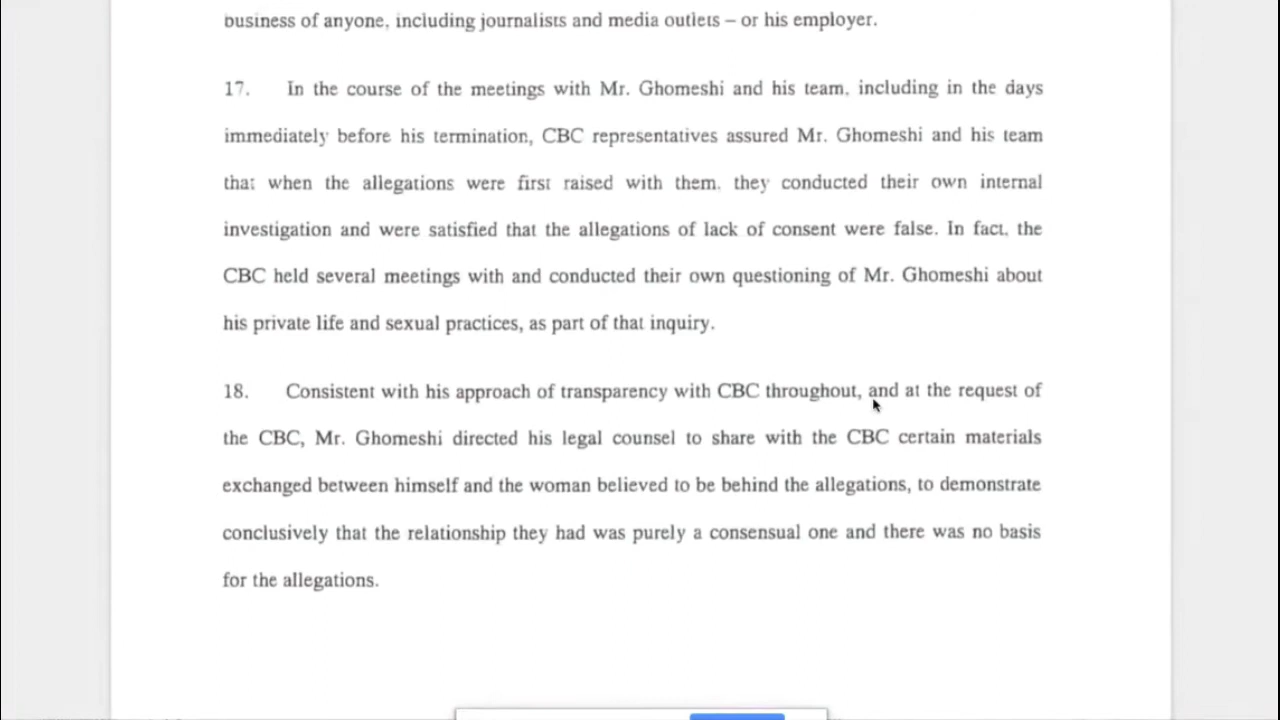 business of anyone, including journalists and media outlets – or his employer.
17. In the course of the meetings with Mr. Ghomeshi and his team, including in the days
immediately before his termination, CBC representatives assured Mr. Ghomeshi and his team
that when the allegations were first raised with them, they conducted their own internal
investigation and were satisfied that the allegations of lack of consent were false. In fact, the
CBC held several meetings with and conducted their own questioning of Mr. Ghomeshi about
his private life and sexual practices, as part of that inquiry.
18. Consistent with his approach of transparency with CBC throughout, and at the request of
the CBC, Mr. Ghomeshi directed his legal counsel to share with the CBC certain materials
exchanged between himself and the woman believed to be behind the allegations, to demonstrate
conclusively that the relationship they had was purely a consensual one and there was no basis
for the allegations.